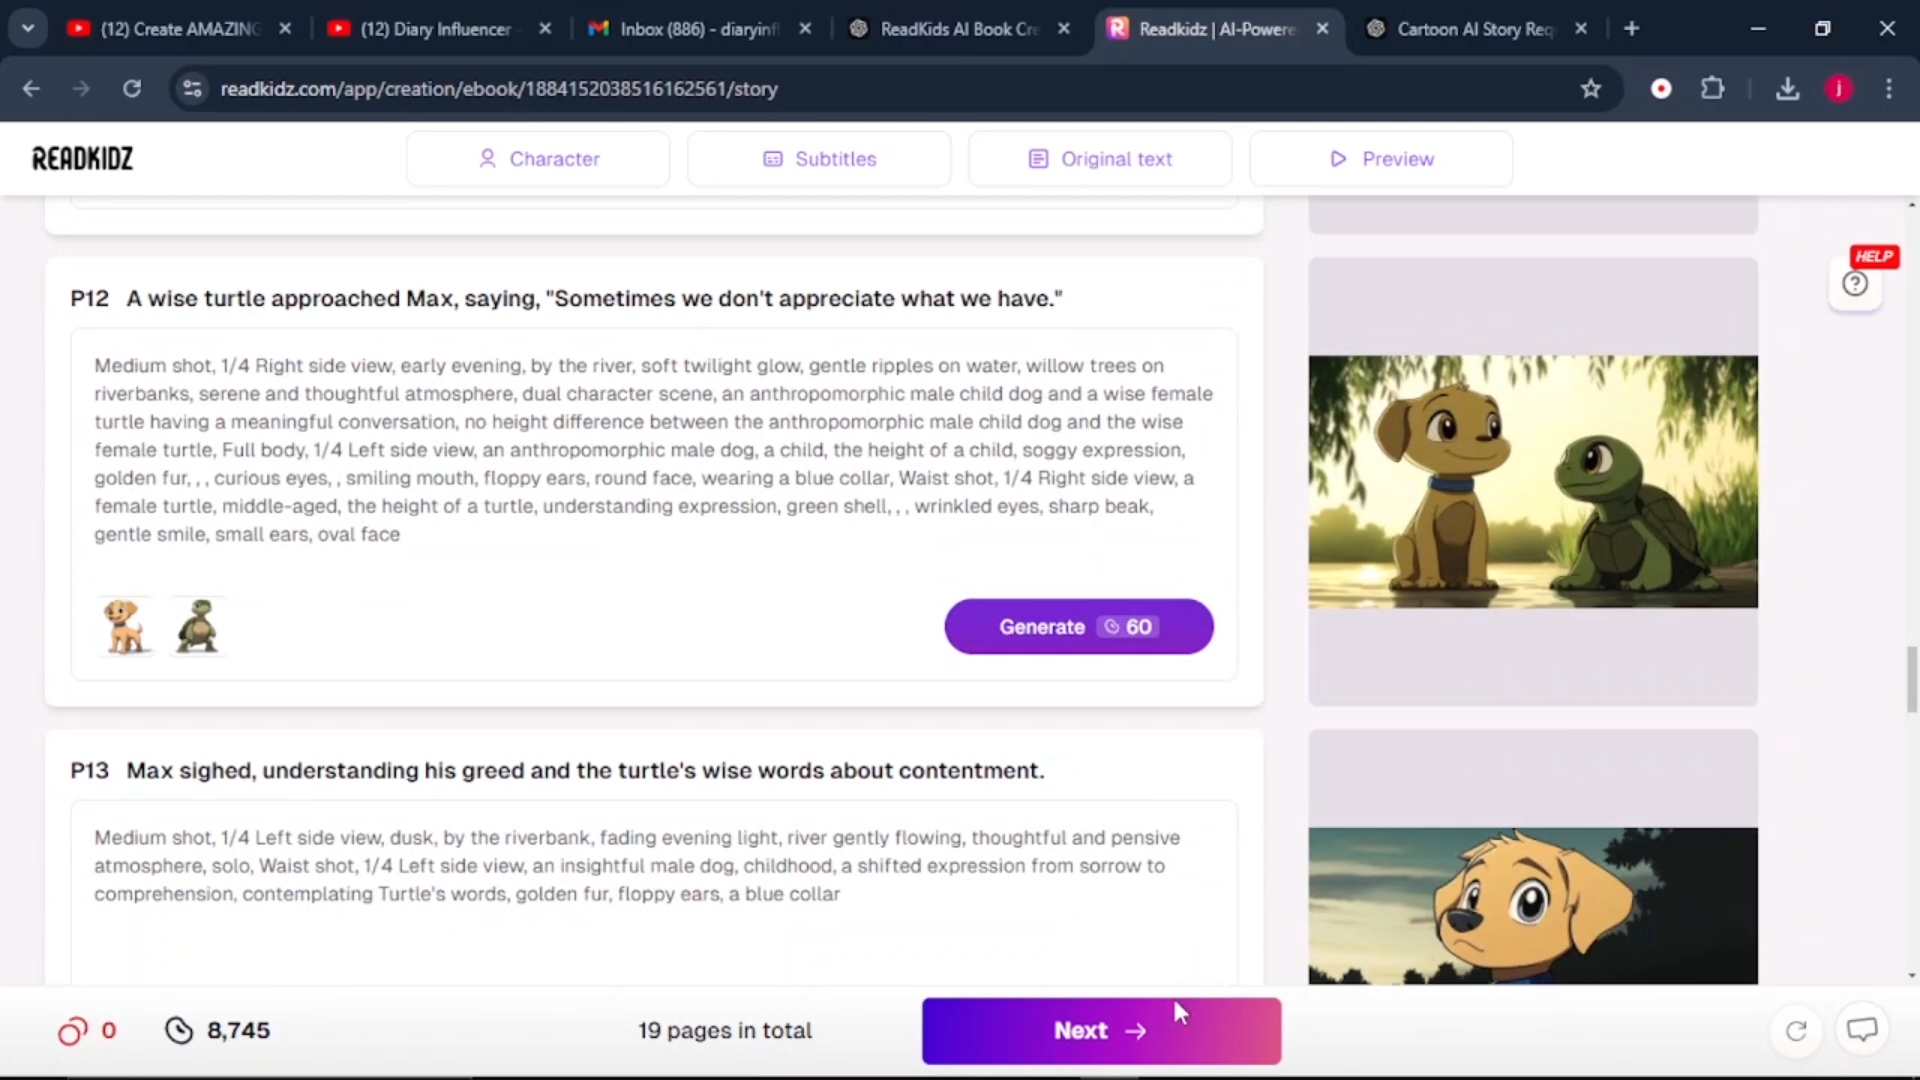 (12) Create AMAZING
(12) Diary Influencer
Inbox (886) - diaryinfl
ReadKids AI Book Cre
Readkidz | AI-Powere
Cartoon AI Story Req
readkidz.com/app/creation/ebook/1884152038516162561/story
j
READKIDZ
Character
Subtitles
Original text
Preview
HELP
P12 A wise turtle approached Max, saying, "Sometimes we don't appreciate what we have."
Medium shot, 1/4 Right side view, early evening, by the river, soft twilight glow, gentle ripples on water, willow trees on
riverbanks, serene and thoughtful atmosphere, dual character scene, an anthropomorphic male child dog and a wise female
turtle having a meaningful conversation, no height difference between the anthropomorphic male child dog and the wise
female turtle, Full body, 1/4 Left side view, an anthropomorphic male dog, a child, the height of a child, soggy expression,
golden fur, , , curious eyes, , smiling mouth, floppy ears, round face, wearing a blue collar, Waist shot, 1/4 Right side view, a
female turtle, middle-aged, the height of a turtle, understanding expression, green shell, , , wrinkled eyes, sharp beak,
gentle smile, small ears, oval face
Generate 60
P13 Max sighed, understanding his greed and the turtle's wise words about contentment.
Medium shot, 1/4 Left side view, dusk, by the riverbank, fading evening light, river gently flowing, thoughtful and pensive
atmosphere, solo, Waist shot, 1/4 Left side view, an insightful male dog, childhood, a shifted expression from sorrow to
comprehension, contemplating Turtle's words, golden fur, floppy ears, a blue collar
0
8,745
19 pages in total
Next →